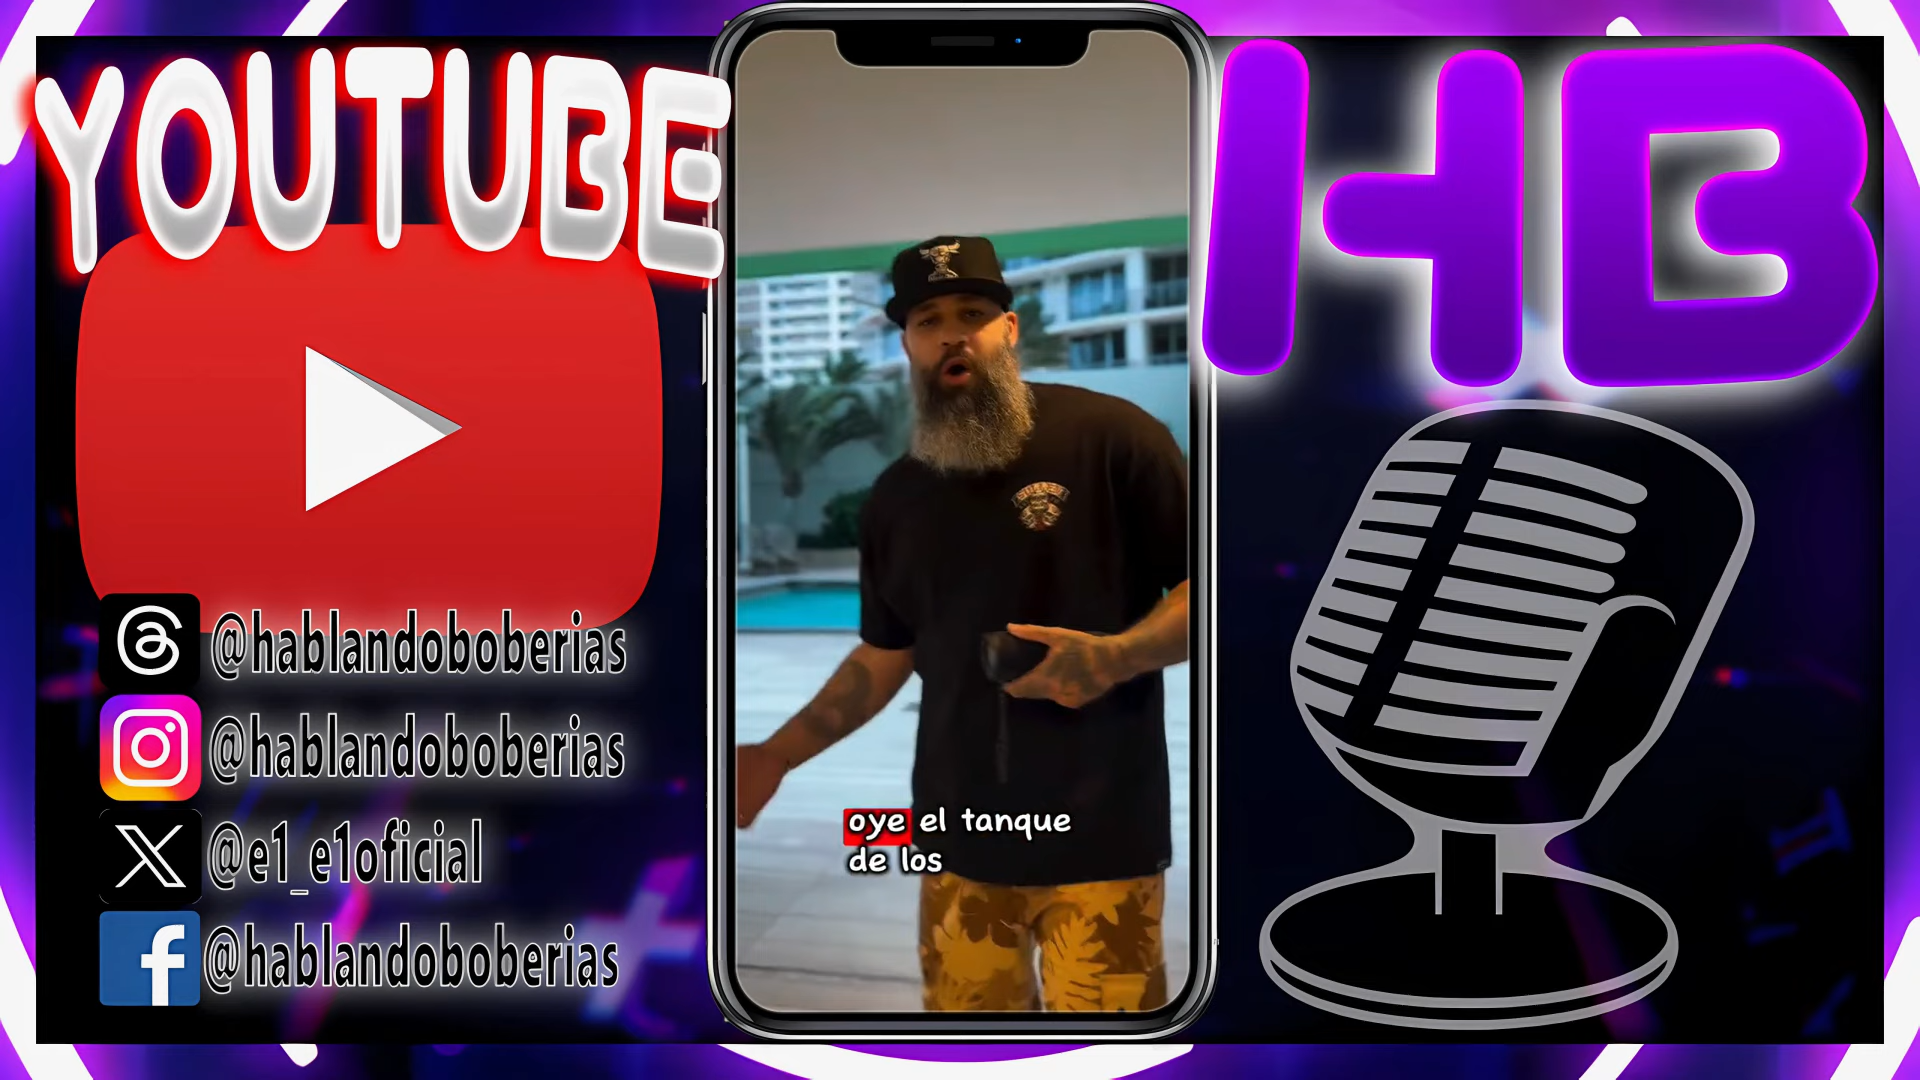 YOUTUBE
HB
@hablandoboberias
@hablandoboberias
@e1_e1oficial
@hablandoboberias
oye el tanque
de los